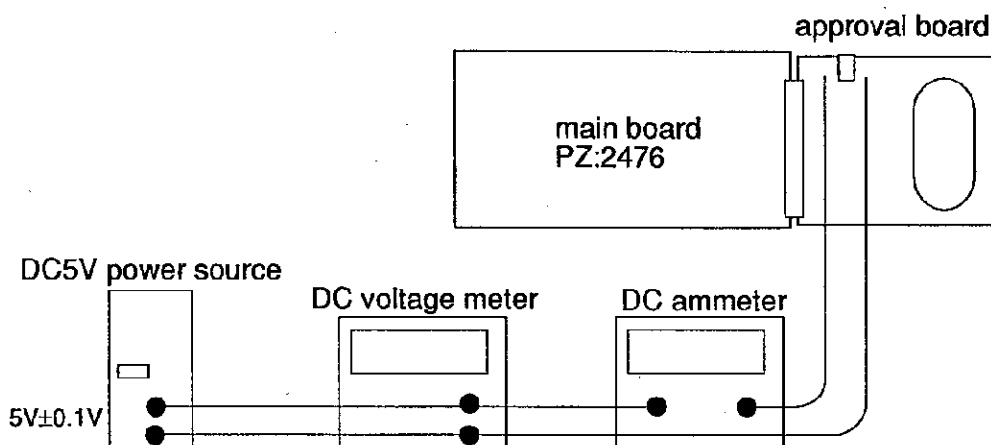 approval board
main board
PZ:2476
DC5V power source
DC voltage meter
DC ammeter
5V±0.1V